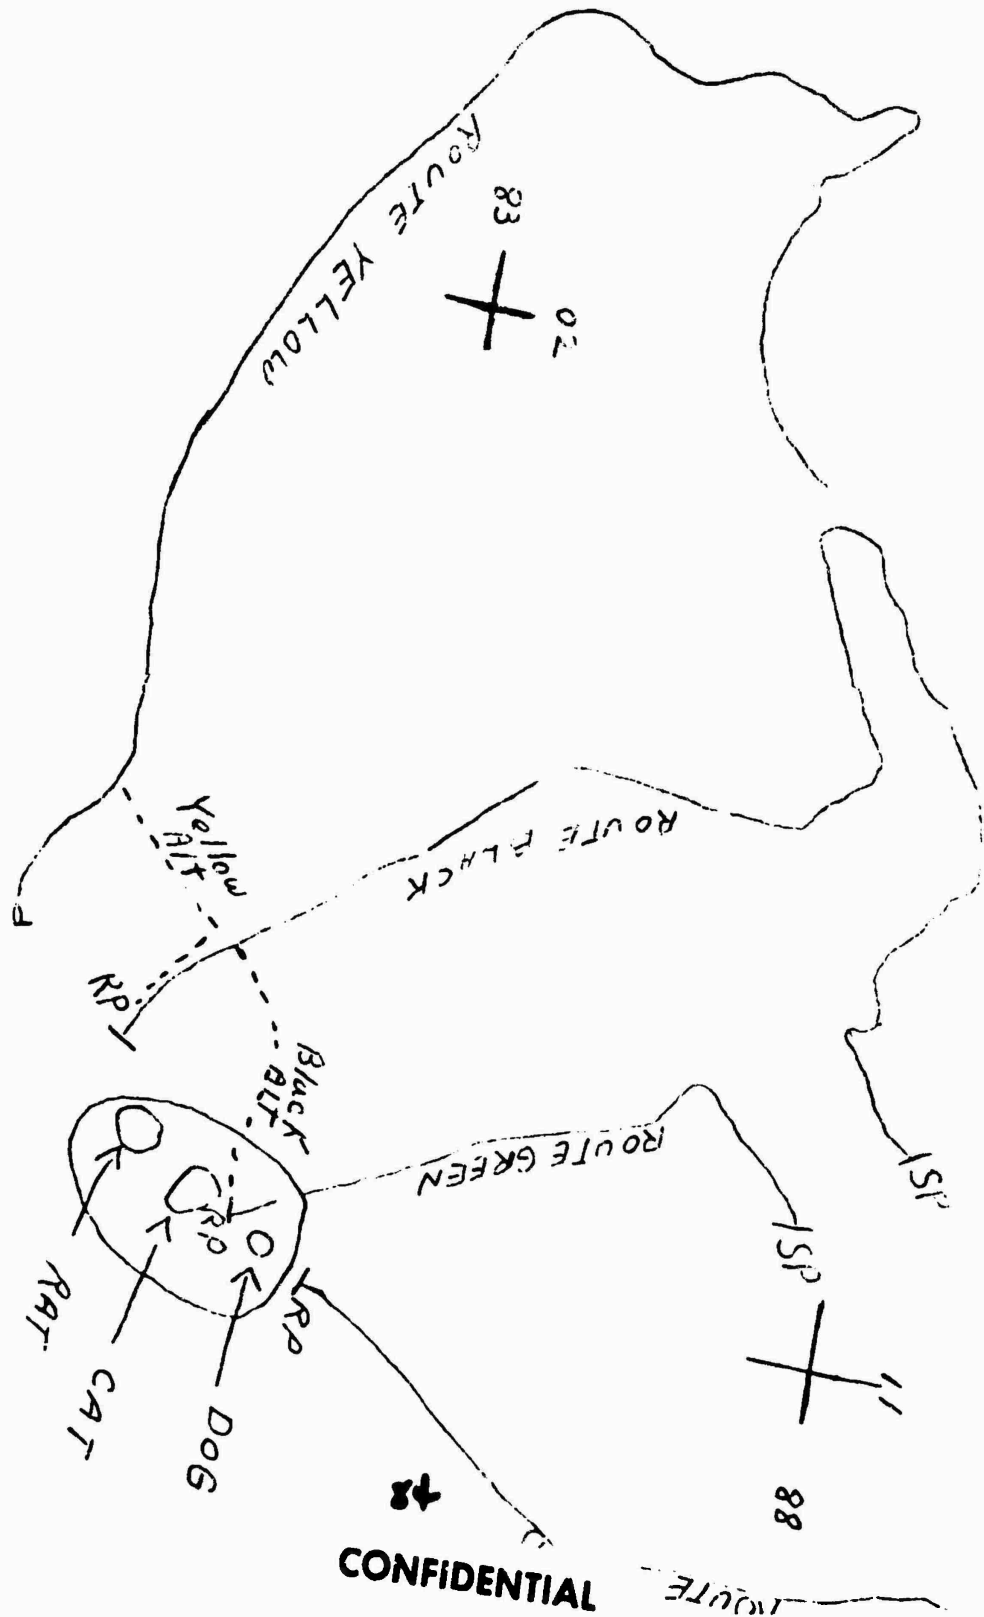 ROUTE YELLOW
83
02
ROUTE BLACK
Yellow
Alt
RP
Black
ALT
ROUTE GREEN
SP
SP
RP
RP
RAT
CAT
DOG
11
88
84
CONFIDENTIAL
ROUTE